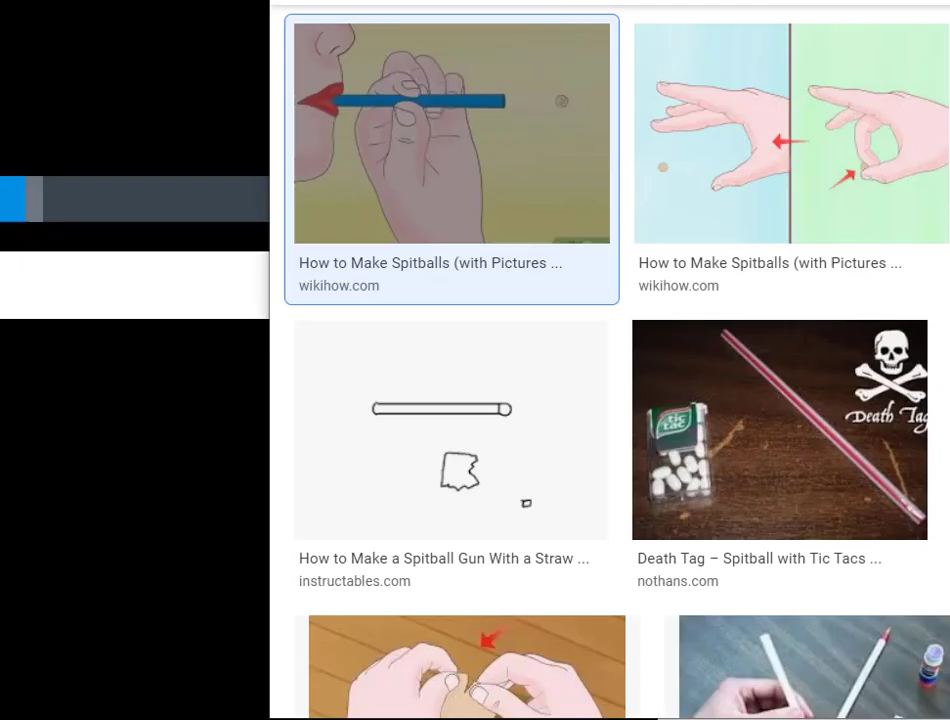 How to Make Spitballs (with Pictures ...
wikihow.com
How to Make Spitballs (with Pictures ...
wikihow.com
tic
tac
Death Tag
How to Make a Spitball Gun With a Straw ...
instructables.com
Death Tag – Spitball with Tic Tacs ...
nothans.com